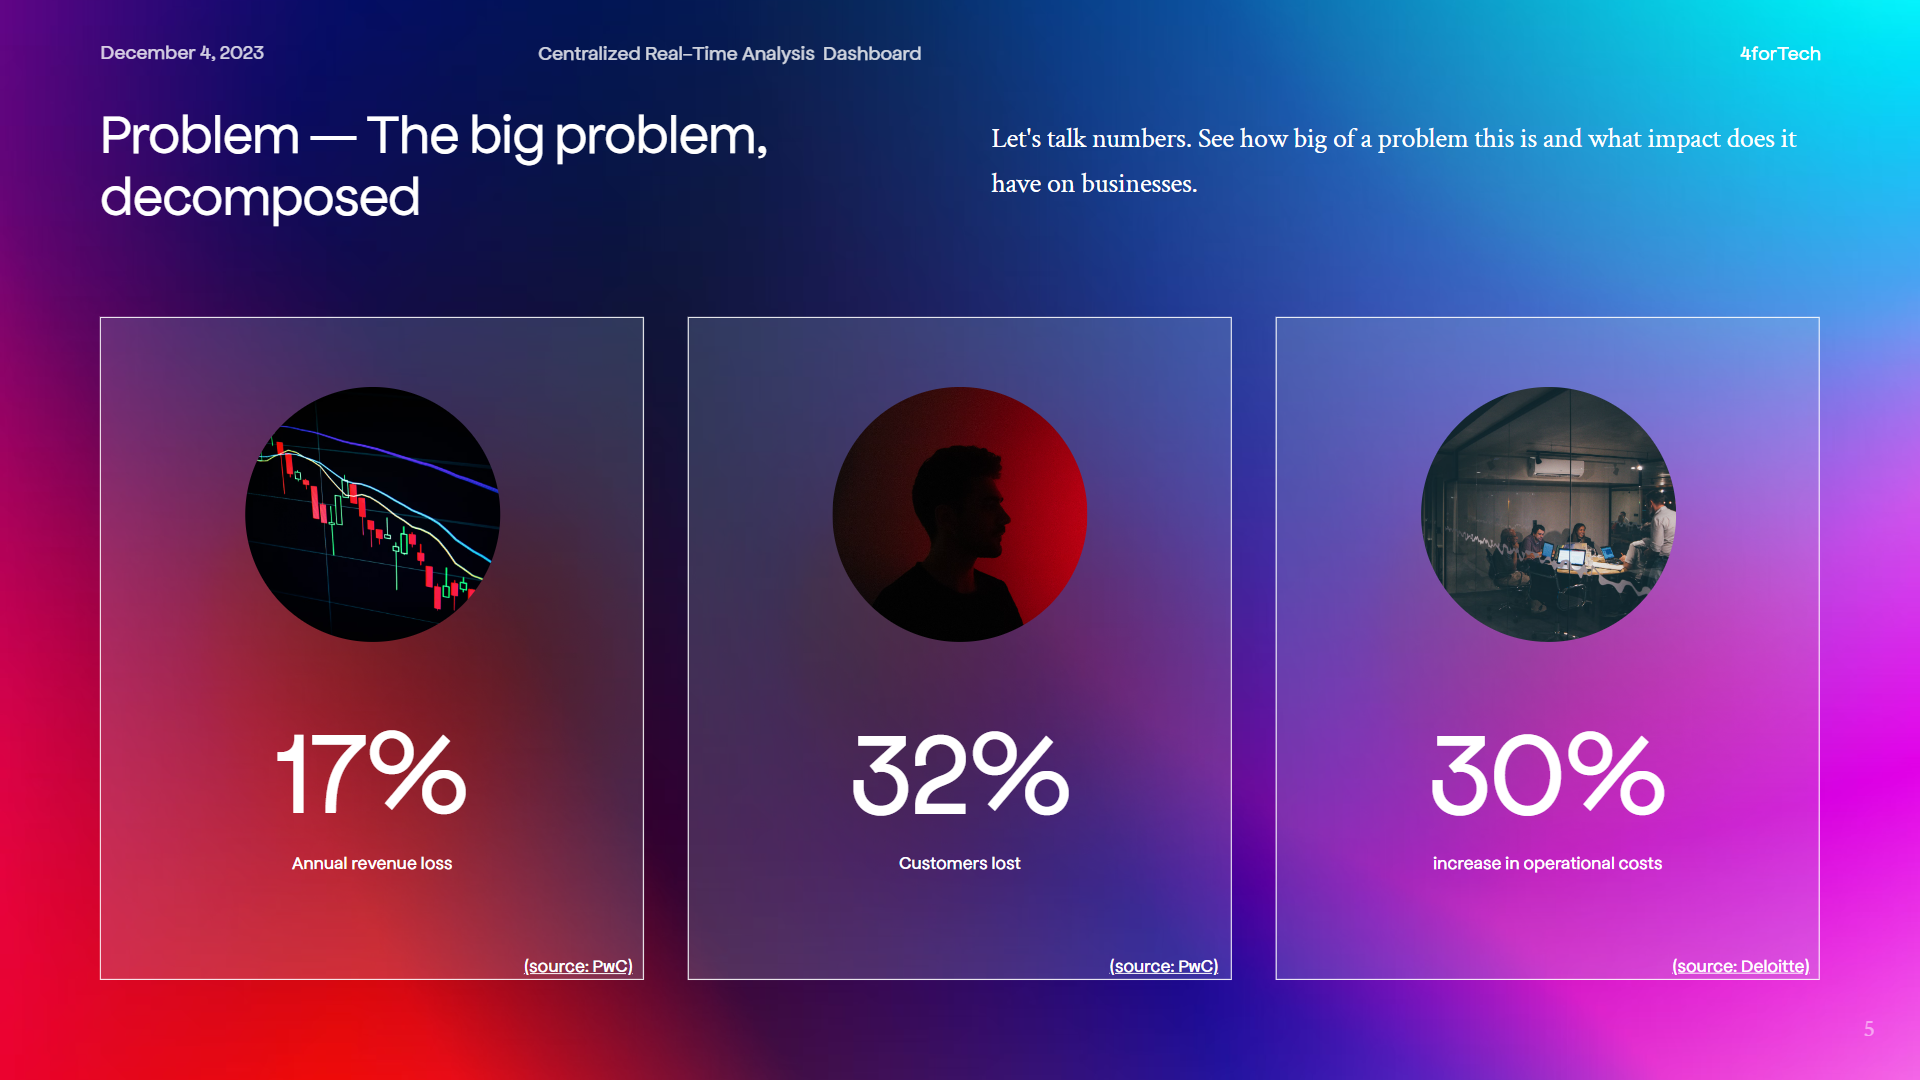 December 4, 2023
Centralized Real-Time Analysis Dashboard
4forTech
Problem — The big problem,
decomposed
Let's talk numbers. See how big of a problem this is and what impact does it
have on businesses.
17%
Annual revenue loss
(source: PwC)
32%
Customers lost
(source: PwC)
30%
increase in operational costs
(source: Deloitte)
5